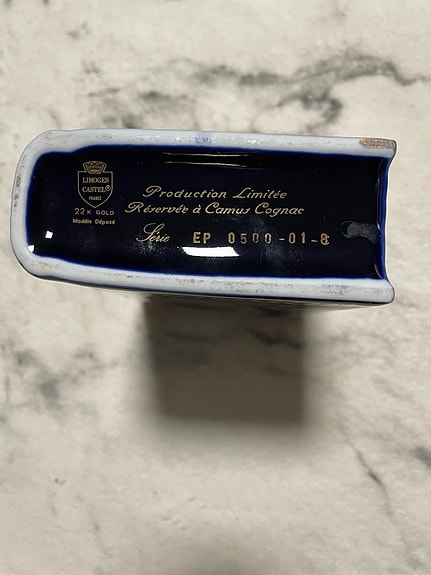 LIMOGES
CASTEL
FRANCE
22 K GOLD
Modèle Déposé
Production Limitée
Réservée à Camus Cognac
Série EP 0500-01-8